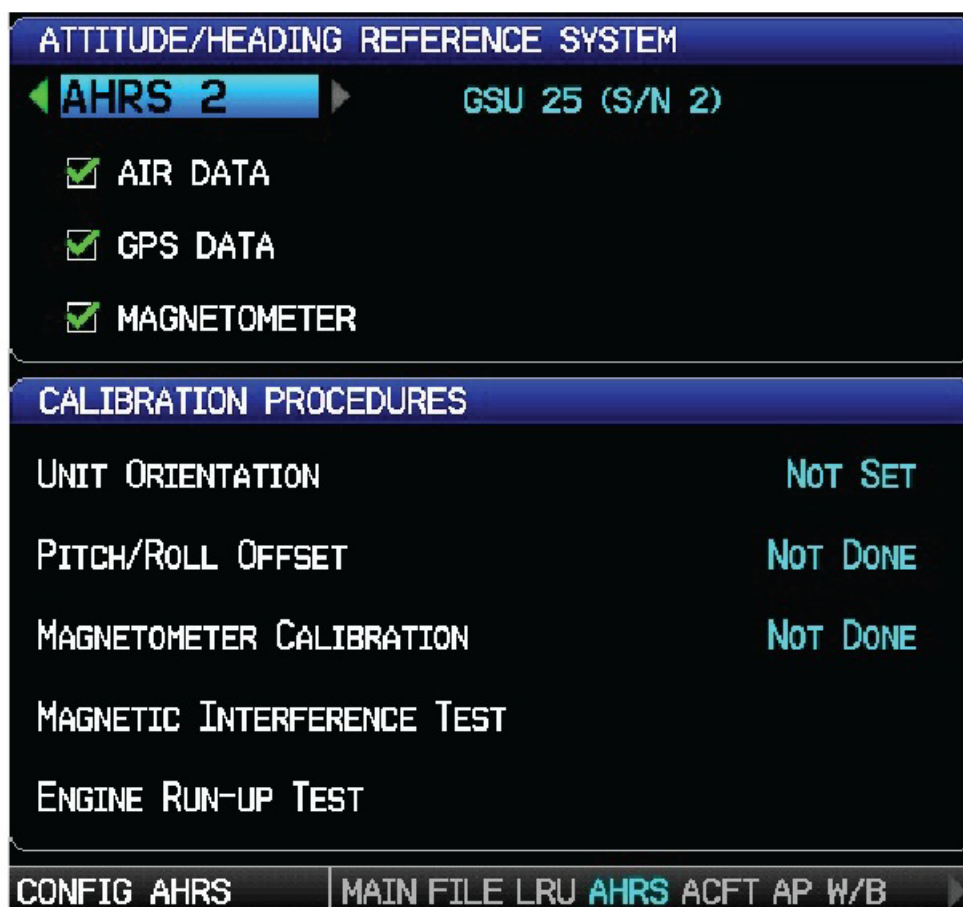 ATTITUDE/HEADING REFERENCE SYSTEM
AHRS 2 GSU 25 (S/N 2)
AIR DATA
GPS DATA
MAGNETOMETER
CALIBRATION PROCEDURES
UNIT ORIENTATION NOT SET
PITCH/ROLL OFFSET NOT DONE
MAGNETOMETER CALIBRATION NOT DONE
MAGNETIC INTERFERENCE TEST
ENGINE RUN-UP TEST
CONFIG AHRS MAIN FILE LRU AHRS ACFT AP W/B